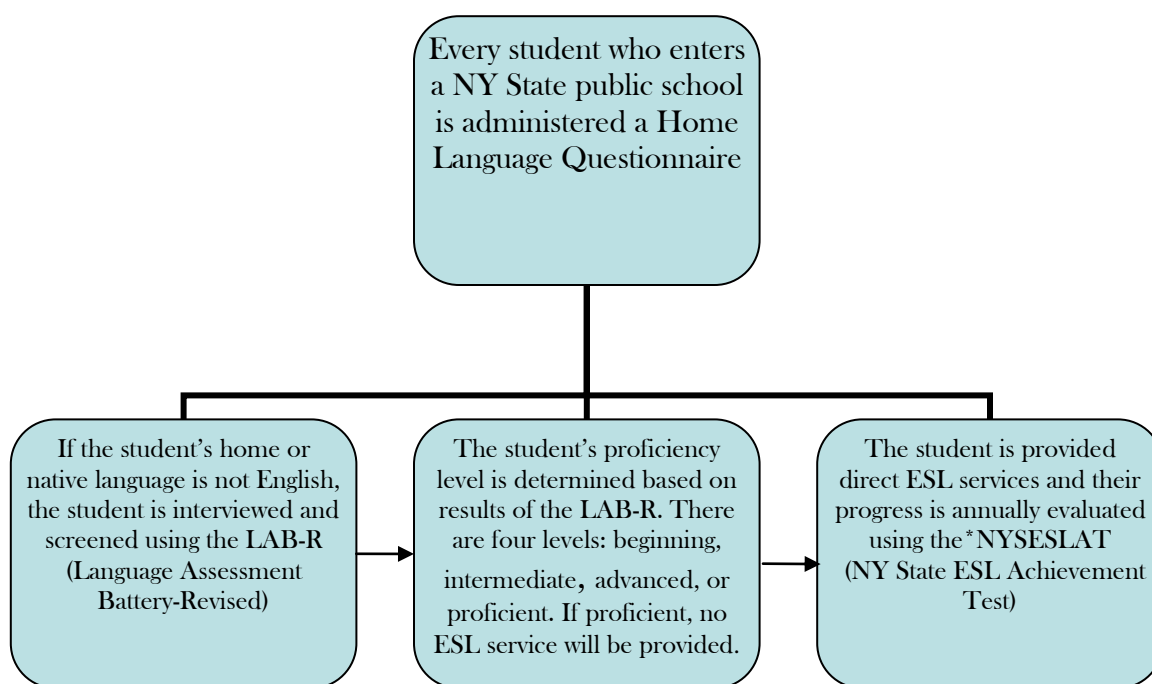 Every student who enters
a NY State public school
is administered a Home
Language Questionnaire
If the student’s home or
native language is not English,
the student is interviewed and
screened using the LAB-R
(Language Assessment
Battery-Revised)
The student’s proficiency
level is determined based on
results of the LAB-R. There
are four levels: beginning,
intermediate, advanced, or
proficient. If proficient, no
ESL service will be provided.
The student is provided
direct ESL services and their
progress is annually evaluated
using the *NYSESLAT
(NY State ESL Achievement
Test)